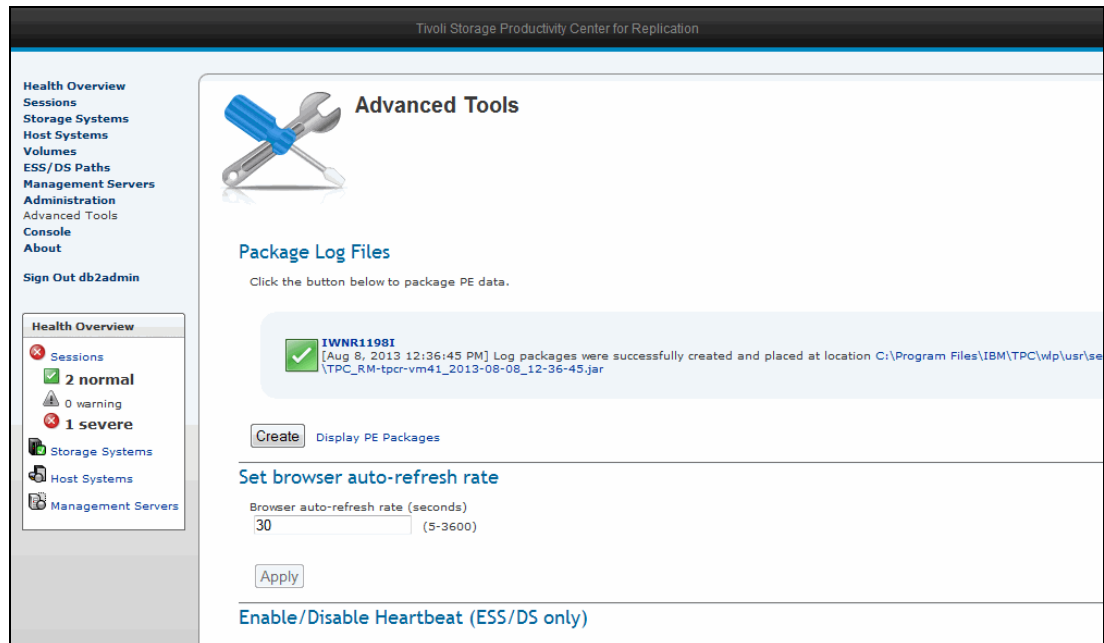 Tivoli Storage Productivity Center for Replication
Health Overview
Sessions
Storage Systems
Host Systems
Volumes
ESS/DS Paths
Management Servers
Administration
Advanced Tools
Console
About
Sign Out db2admin
Health Overview
Sessions
2 normal
0 warning
1 severe
Storage Systems
Host Systems
Management Servers
Advanced Tools
Package Log Files
Click the button below to package PE data.
IWNR1198I
[Aug 8, 2013 12:36:45 PM] Log packages were successfully created and placed at location C:\Program Files\IBM\TPC\wlp\usr\se
\TPC_RM-tpcr-vm41_2013-08-08_12-36-45.jar
Create Display PE Packages
Set browser auto-refresh rate
Browser auto-refresh rate (seconds)
30 (5-3600)
Apply
Enable/Disable Heartbeat (ESS/DS only)